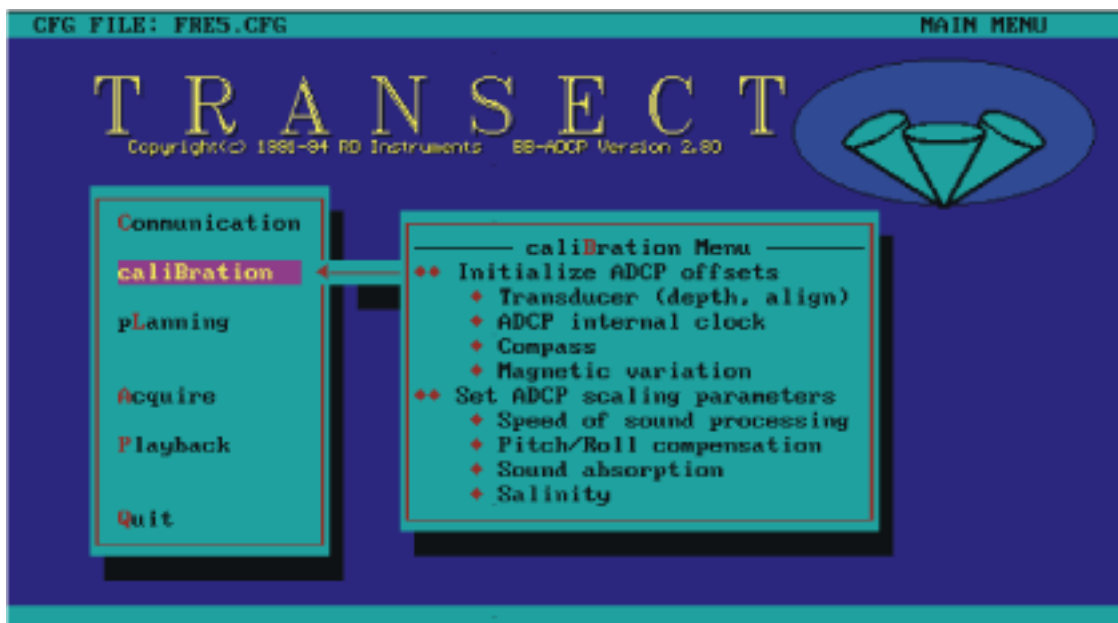 CFG FILE: FRE5.CFG MAIN MENU
TRANSECT
Copyright(c) 1991-94 RD Instruments BB-ADCP Version 2.80
Communication
caliBration
pLanning
Acquire
Playback
Quit
caliBration Menu
Initialize ADCP offsets
Transducer (depth, align)
ADCP internal clock
Compass
Magnetic variation
Set ADCP scaling parameters
Speed of sound processing
Pitch/Roll compensation
Sound absorption
Salinity